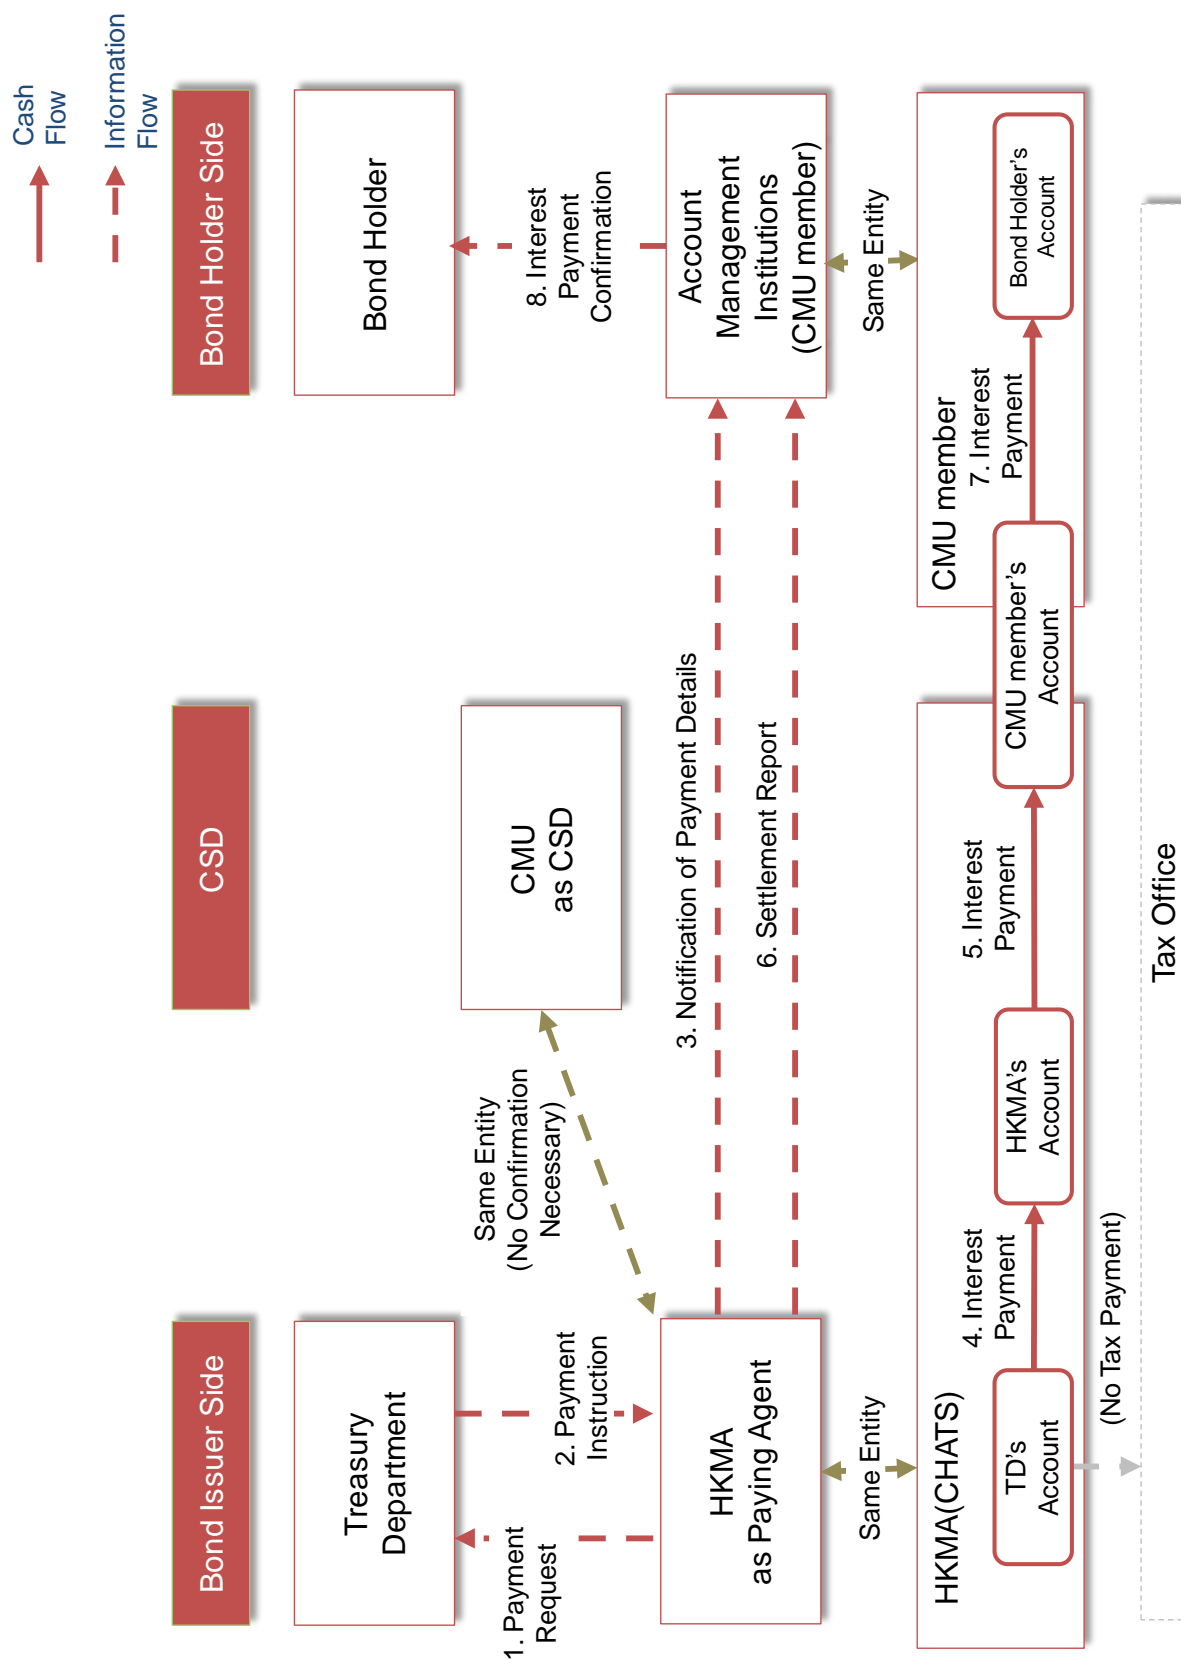 Cash
Flow
Information
Flow
Bond Issuer Side
CSD
Bond Holder Side
Treasury
Department
Bond Holder
1. Payment
Request
2. Payment
Instruction
Same Entity
(No Confirmation
Necessary)
CMU
as CSD
8. Interest
Payment
Confirmation
HKMA
as Paying Agent
3. Notification of Payment Details
6. Settlement Report
Account
Management
Institutions
(CMU member)
Same Entity
Same Entity
HKMA(CHATS)
TD's
Account
4. Interest
Payment
HKMA's
Account
5. Interest
Payment
CMU member's
Account
CMU member
7. Interest
Payment
Bond Holder's
Account
(No Tax Payment)
Tax Office